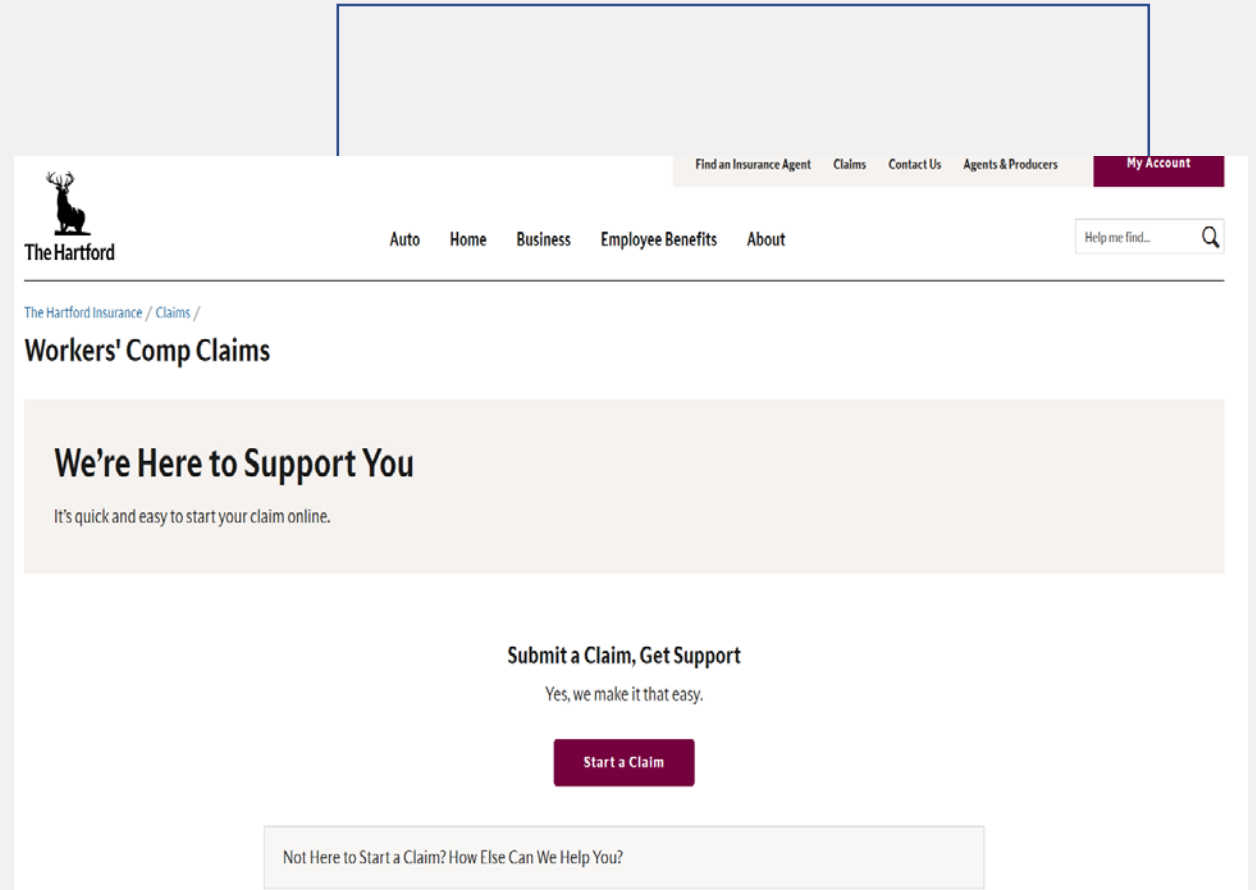 Find an Insurance Agent Claims Contact Us Agents & Producers My Account
The Hartford
Auto Home Business Employee Benefits About
Help me find...
The Hartford Insurance / Claims /
Workers' Comp Claims
We're Here to Support You
It's quick and easy to start your claim online.
Submit a Claim, Get Support
Yes, we make it that easy.
Start a Claim
Not Here to Start a Claim? How Else Can We Help You?